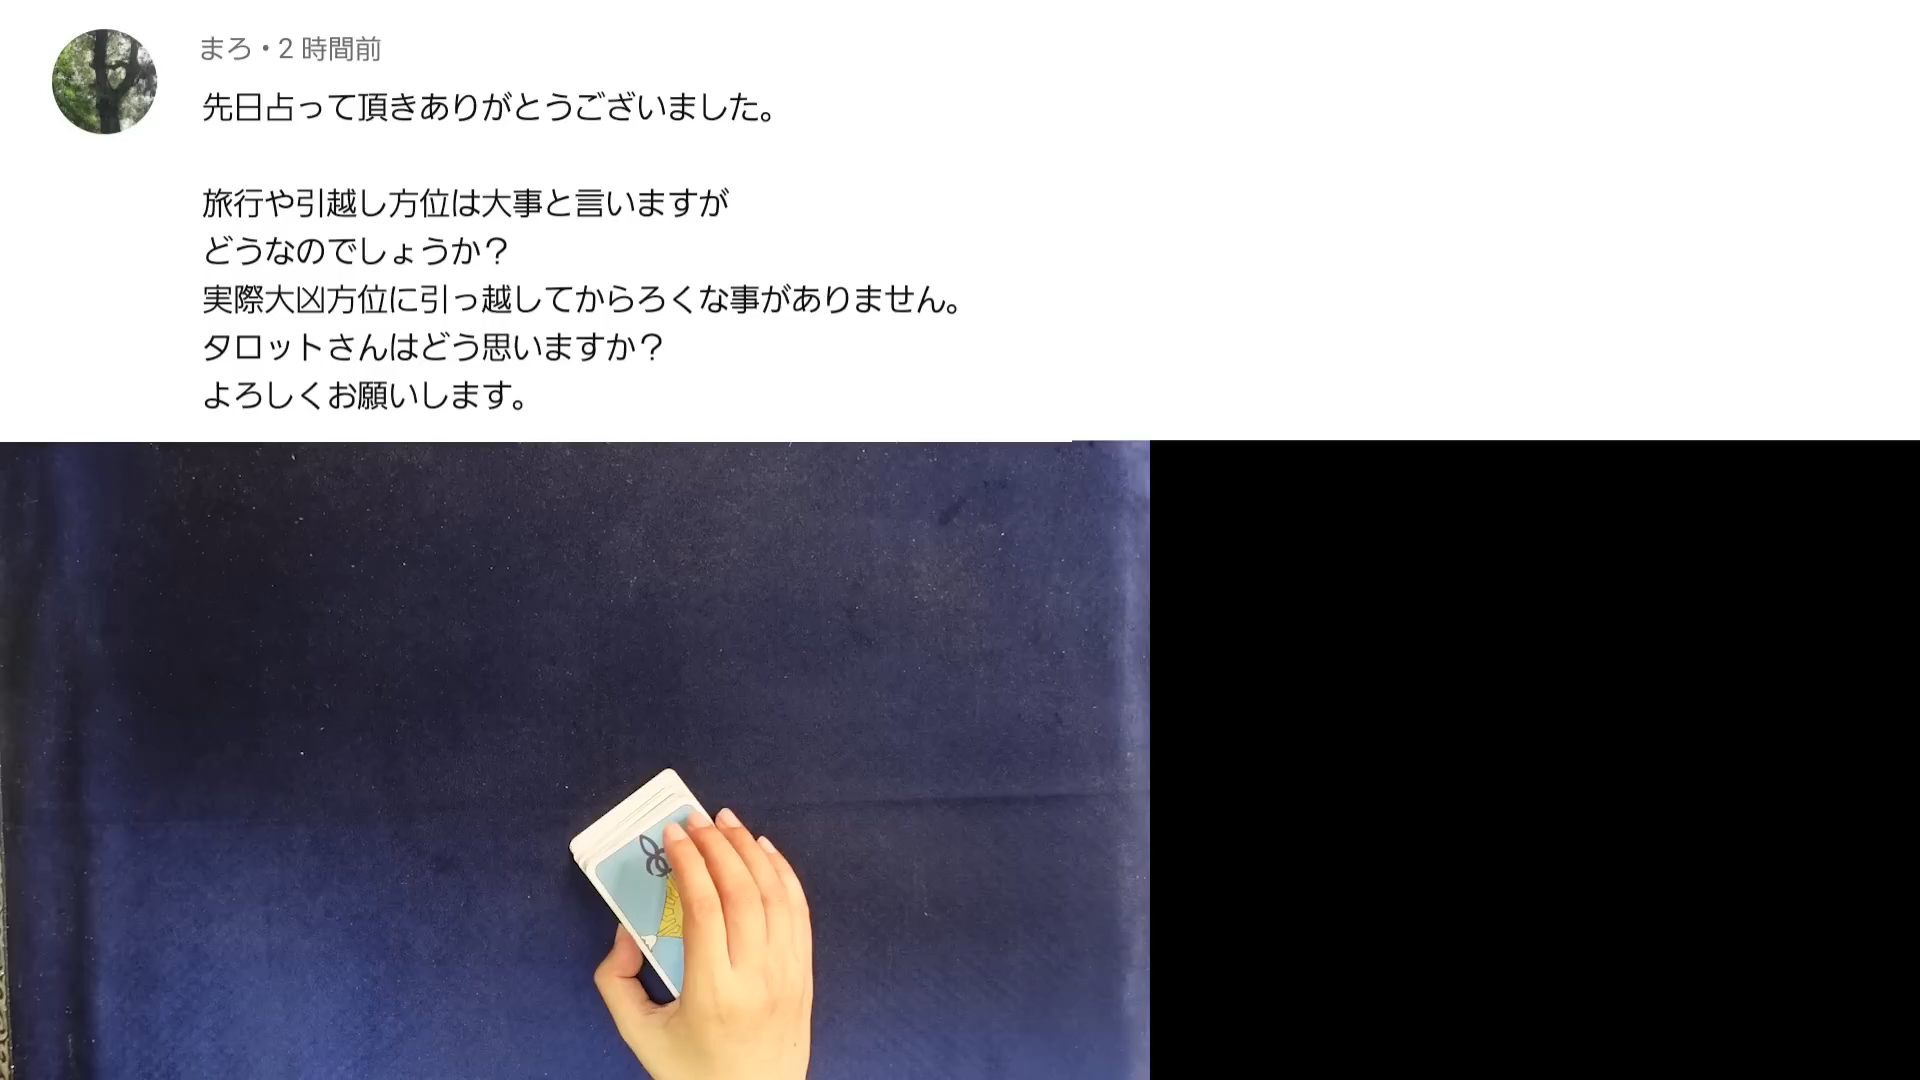 まろ・2 時間前
先日占って頂きありがとうございました。
旅行や引越し方位は大事と言いますが
どうなのでしょうか？
実際大凶方位に引っ越してからろくな事がありません。
タロットさんはどう思いますか？
よろしくお願いします。